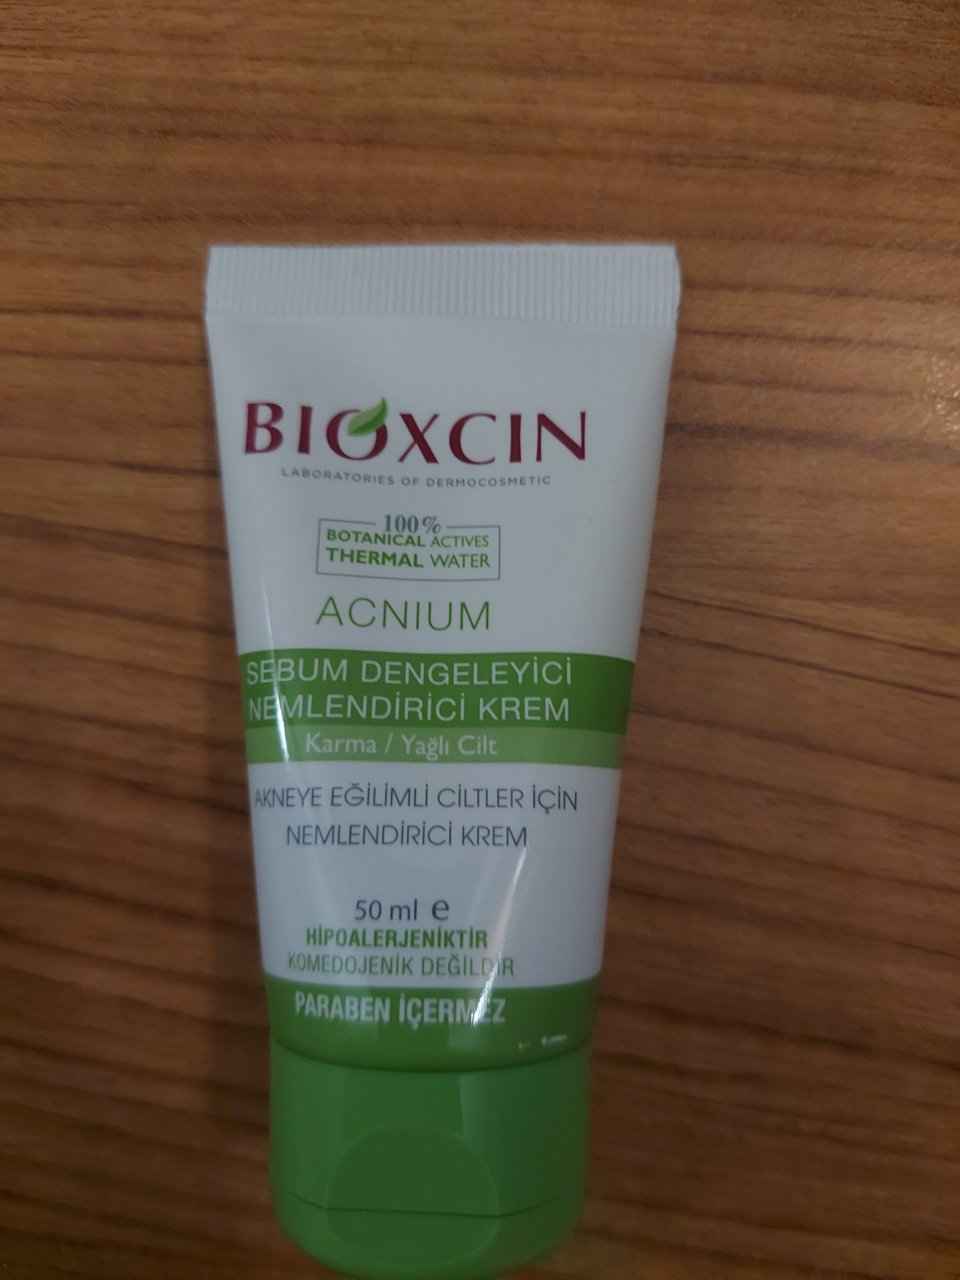 BIOXCIN
LABORATORIES OF DERMOCOSMETIC
100%
BOTANICAL ACTIVES
THERMAL WATER
ACNIUM
SEBUM DENGELEYİCİ
NEMLENDİRİCİ KREM
Karma / Yağlı Cilt
AKNEYE EĞİLİMLİ CİLTLER İÇİN
NEMLENDİRİCİ KREM
50 ml e
HİPOALERJENİKTİR
KOMEDOJENİK DEĞİLDİR
PARABEN İÇERMEZ